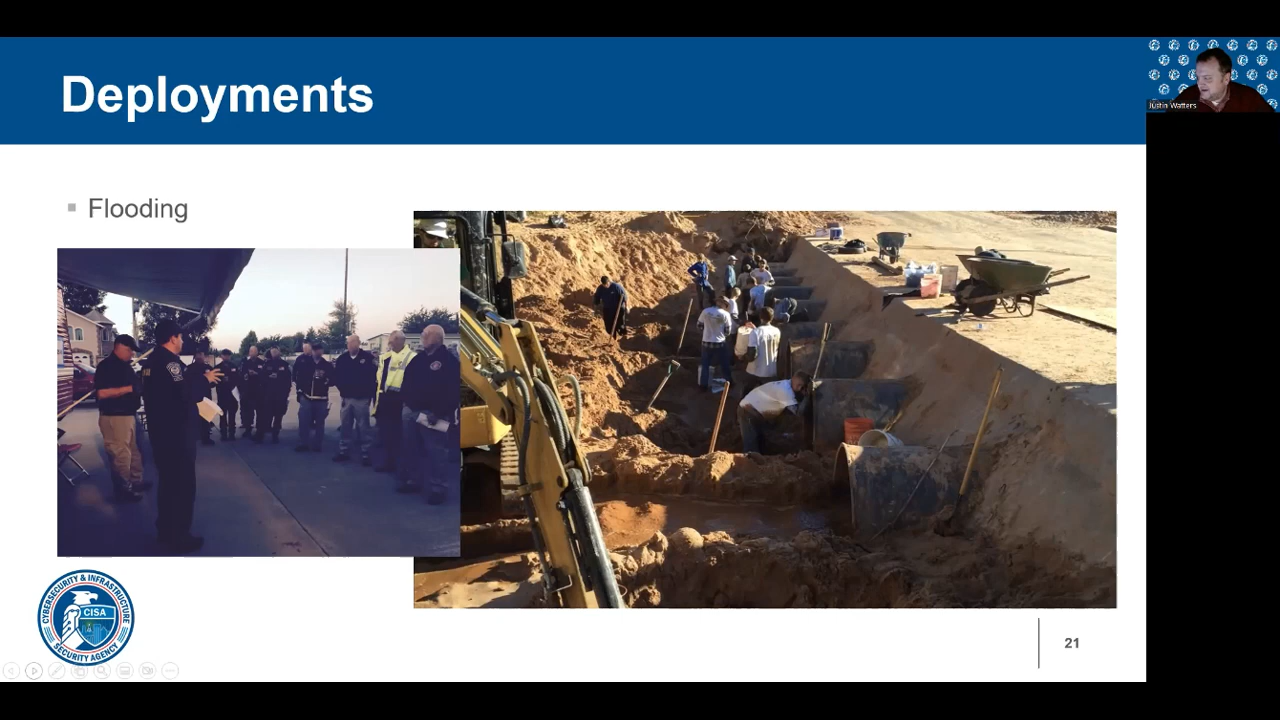 Deployments
Justin Watters
Flooding
CYBERSECURITY & INFRASTRUCTURE
CISA
SECURITY AGENCY
21